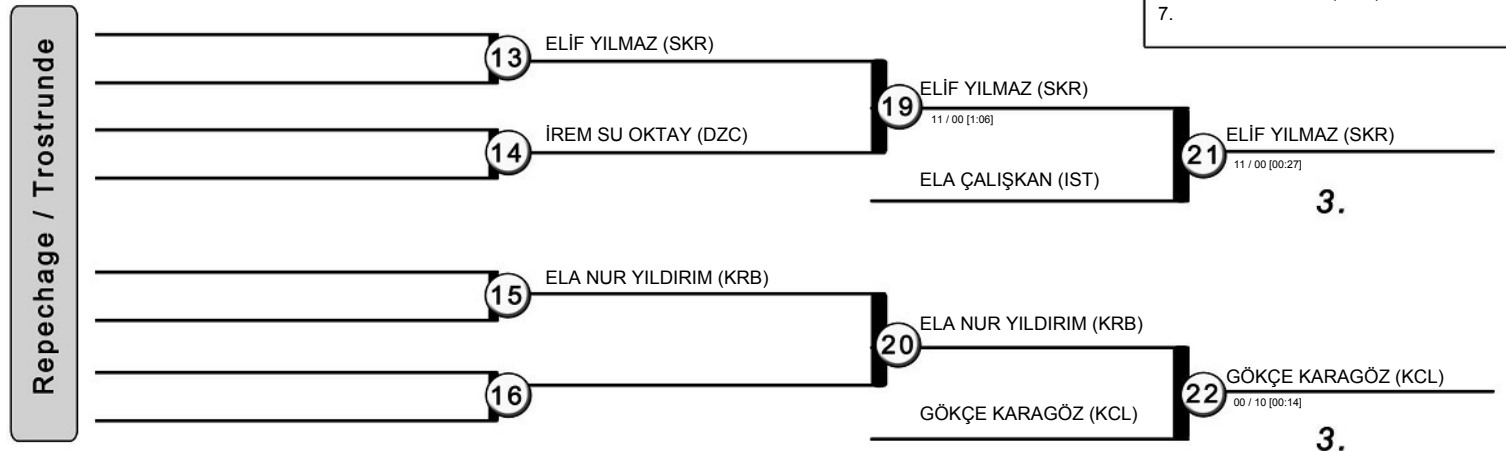 7.
Repechage / Trostrunde
13
ELİF YILMAZ (SKR)
19
ELİF YILMAZ (SKR)
11 / 00 [1:06]
14
İREM SU OKTAY (DZC)
21
ELİF YILMAZ (SKR)
11 / 00 [00:27]
ELA ÇALIŞKAN (IST)
3.
15
ELA NUR YILDIRIM (KRB)
20
ELA NUR YILDIRIM (KRB)
16
22
GÖKÇE KARAGÖZ (KCL)
00 / 10 [00:14]
GÖKÇE KARAGÖZ (KCL)
3.